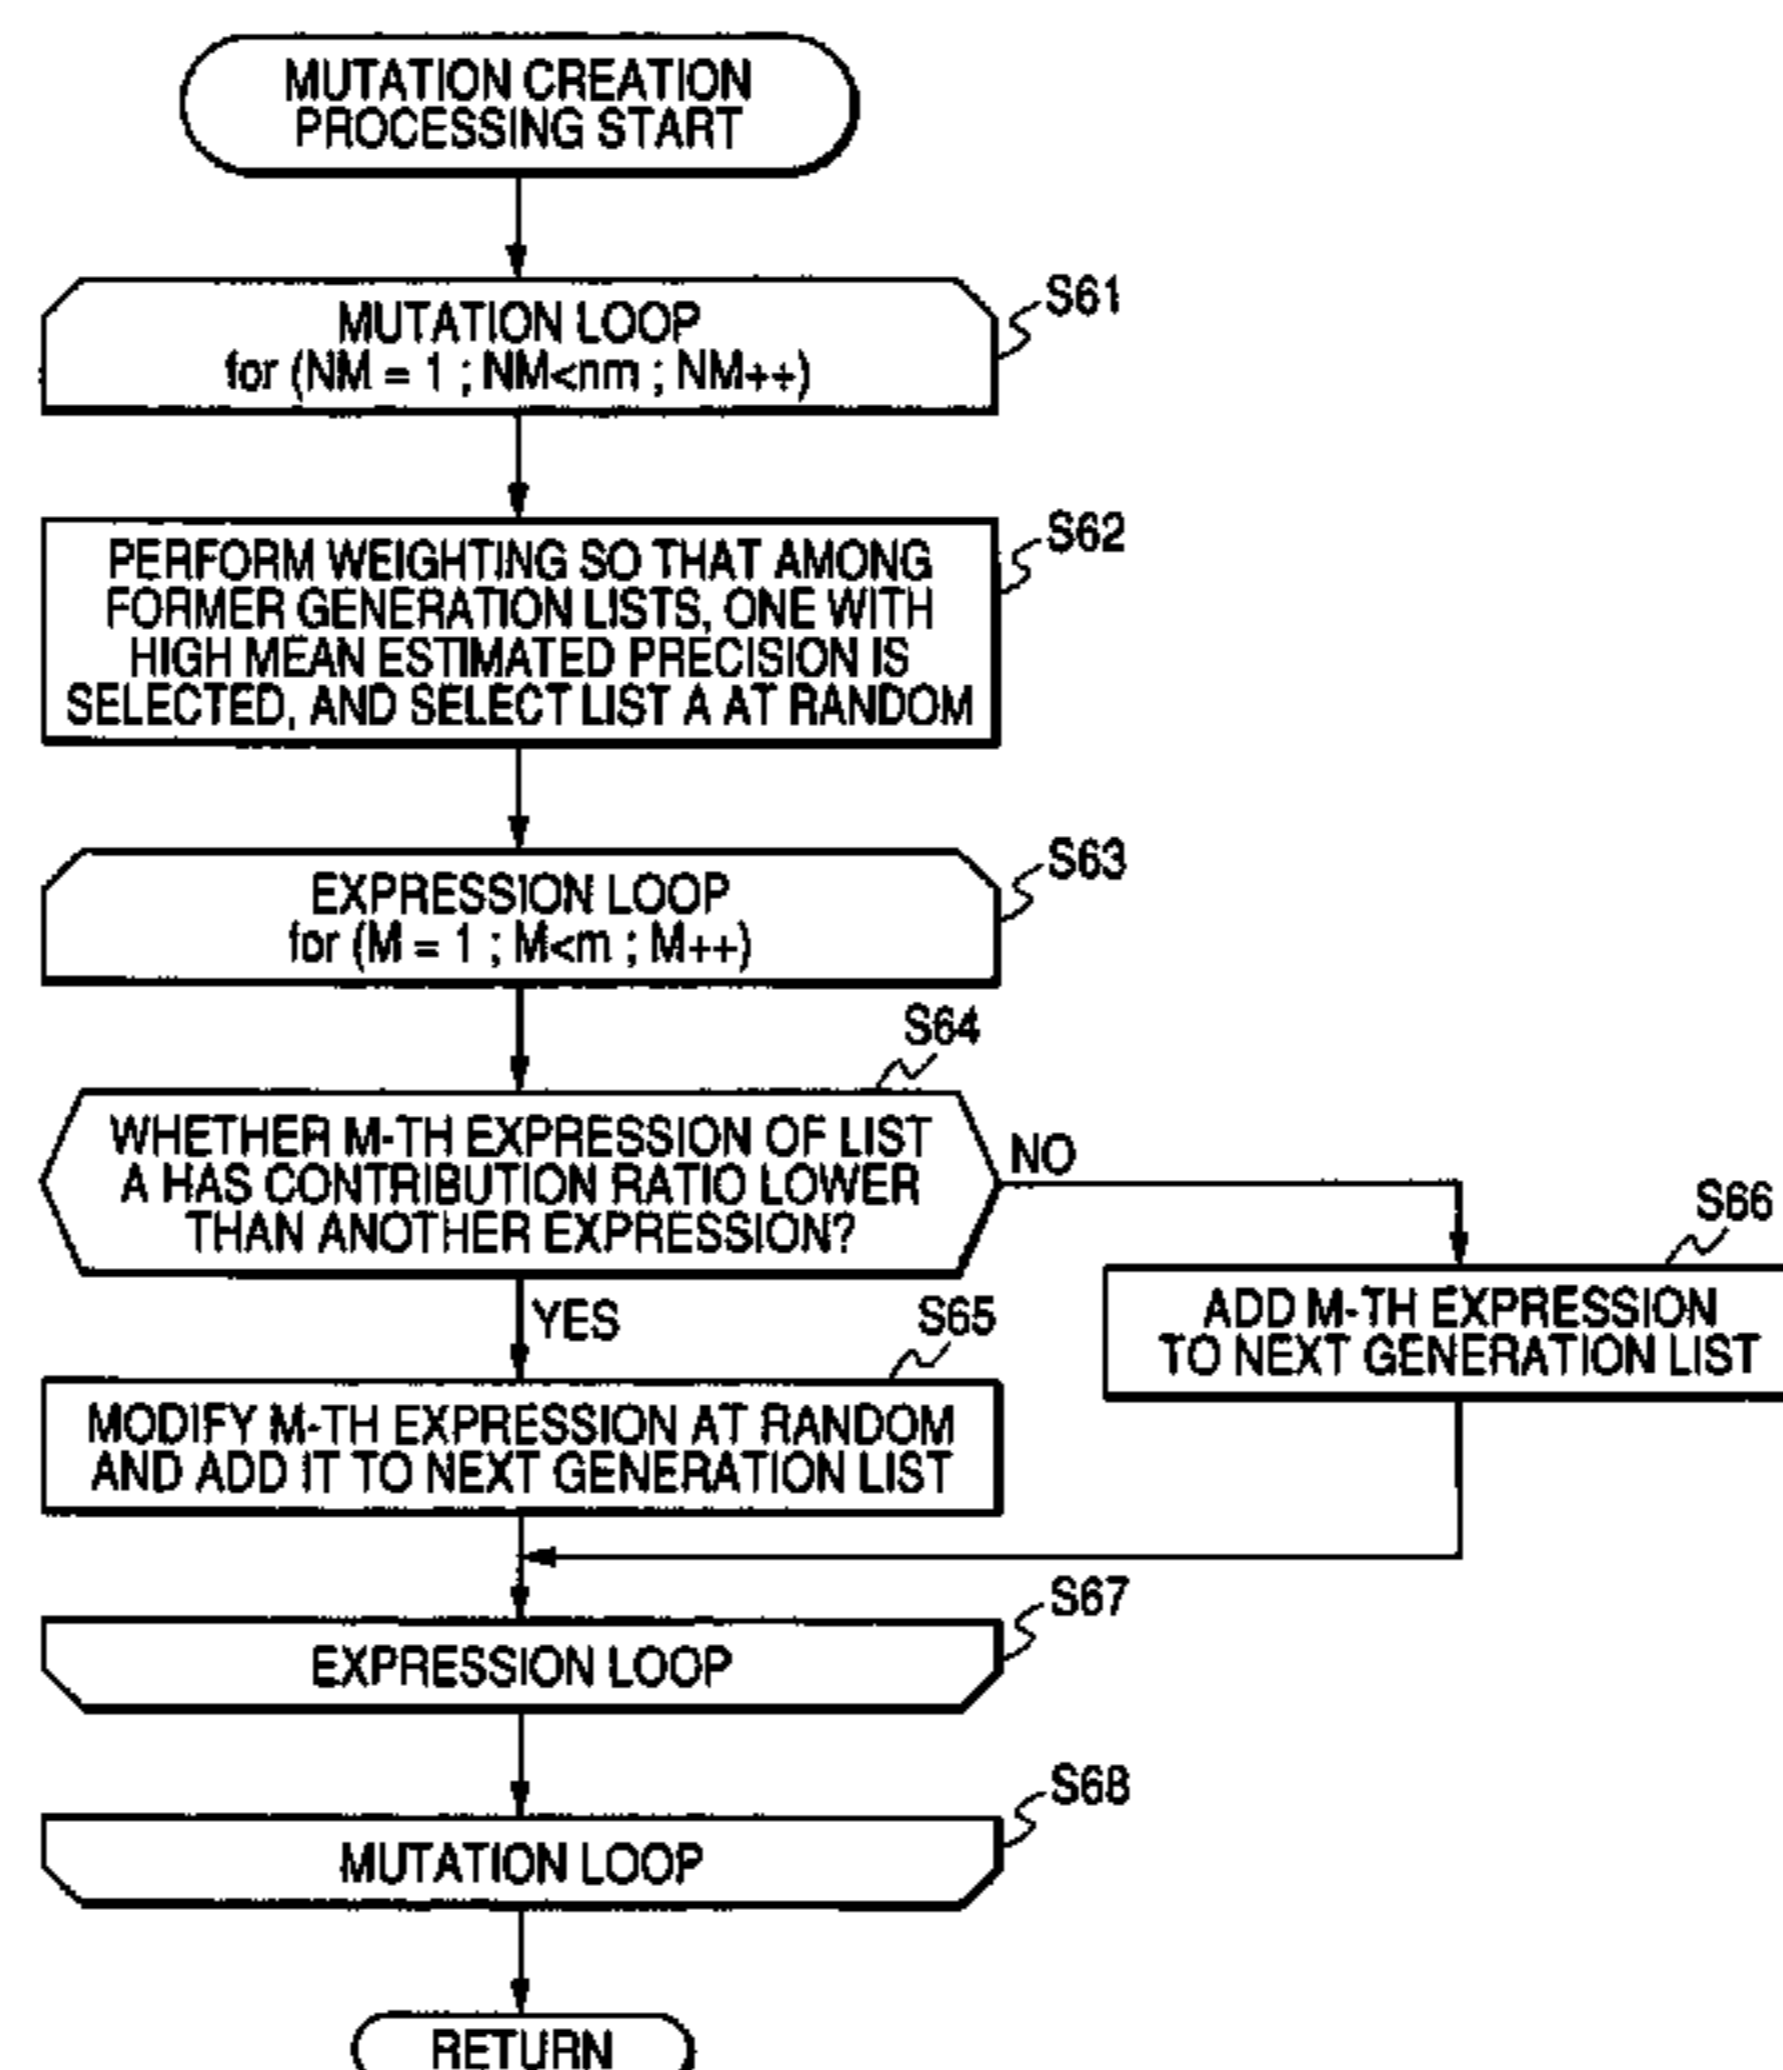 MUTATION CREATION
PROCESSING START
S61
MUTATION LOOP
for (NM = 1 ; NM<nm ; NM++)
S62
PERFORM WEIGHTING SO THAT AMONG
FORMER GENERATION LISTS, ONE WITH
HIGH MEAN ESTIMATED PRECISION IS
SELECTED, AND SELECT LIST A AT RANDOM
S63
EXPRESSION LOOP
for (M = 1 ; M<m ; M++)
S64
WHETHER M-TH EXPRESSION OF LIST
A HAS CONTRIBUTION RATIO LOWER
THAN ANOTHER EXPRESSION?
NO
S66
ADD M-TH EXPRESSION
TO NEXT GENERATION LIST
YES
S65
MODIFY M-TH EXPRESSION AT RANDOM
AND ADD IT TO NEXT GENERATION LIST
S67
EXPRESSION LOOP
S68
MUTATION LOOP
RETURN